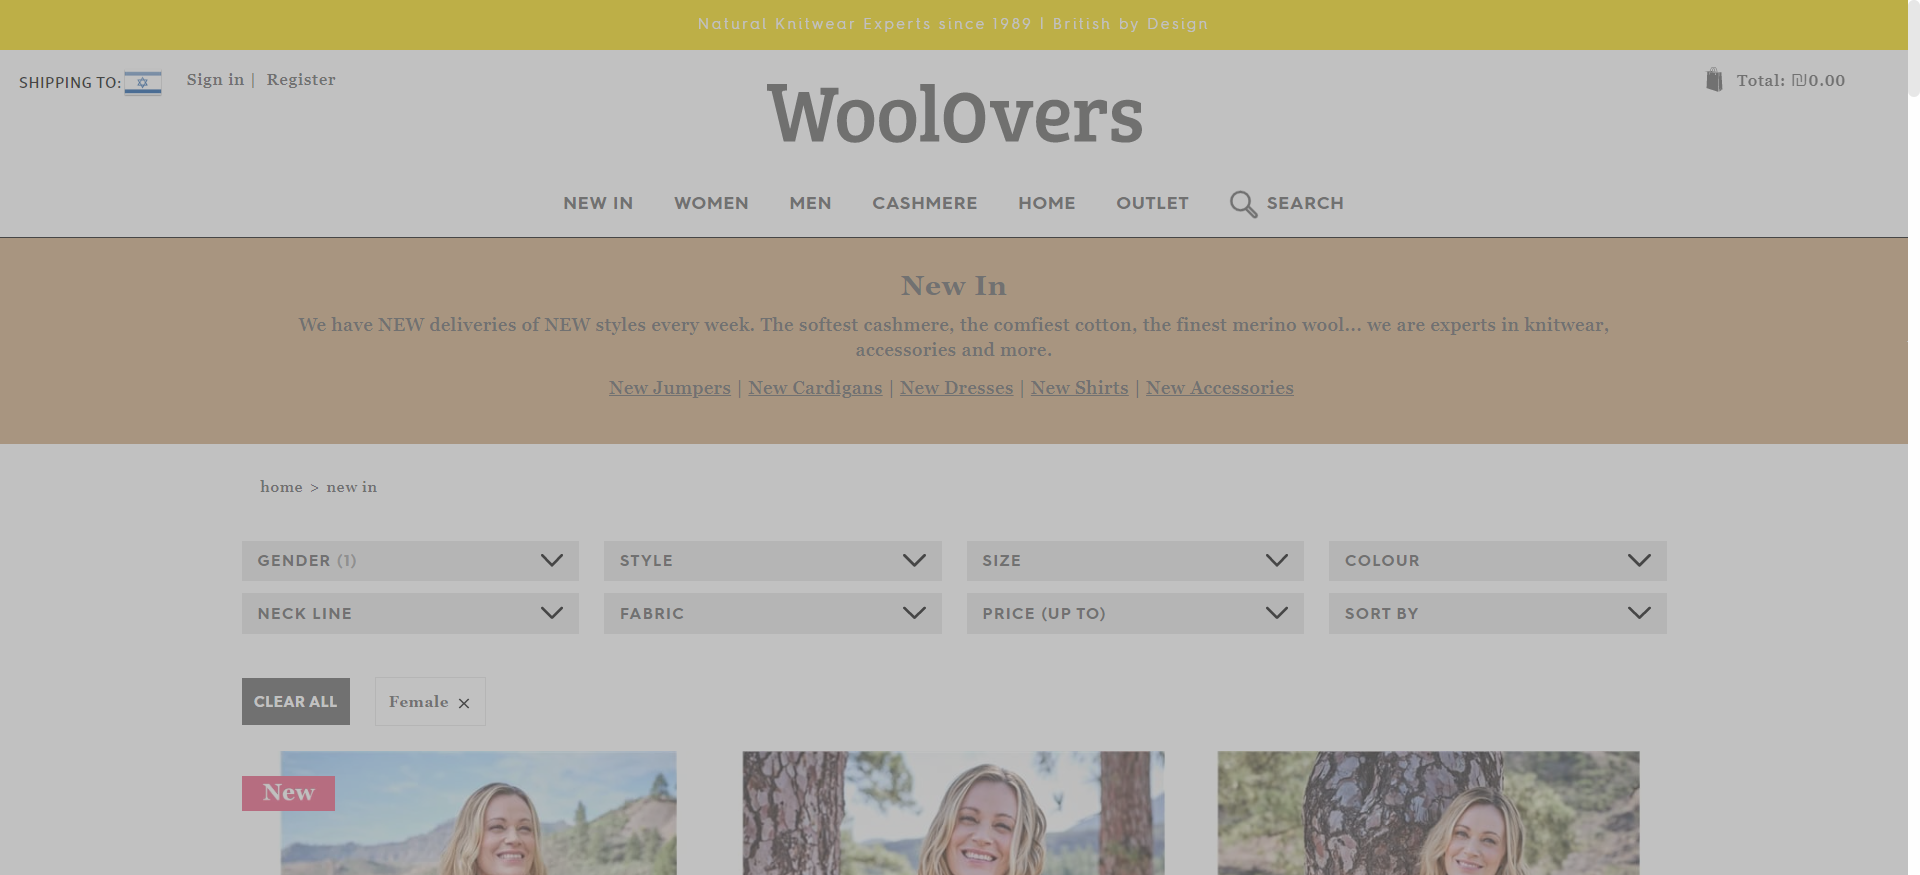 Natural Knitwear Experts since 1989 | British by Design
SHIPPING TO:
Sign in | Register
WoolOvers
Total: ₪0.00
NEW IN WOMEN MEN CASHMERE HOME OUTLET SEARCH
New In
We have NEW deliveries of NEW styles every week. The softest cashmere, the comfiest cotton, the finest merino wool... we are experts in knitwear,
accessories and more.
New Jumpers | New Cardigans | New Dresses | New Shirts | New Accessories
home > new in
GENDER (1) STYLE SIZE COLOUR
NECK LINE FABRIC PRICE (UP TO) SORT BY
CLEAR ALL Female ×
New